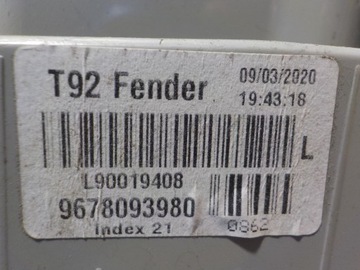 T92 Fender
09/03/2020
19:43:18
L
L90019408
9678093980
Index 21
0862